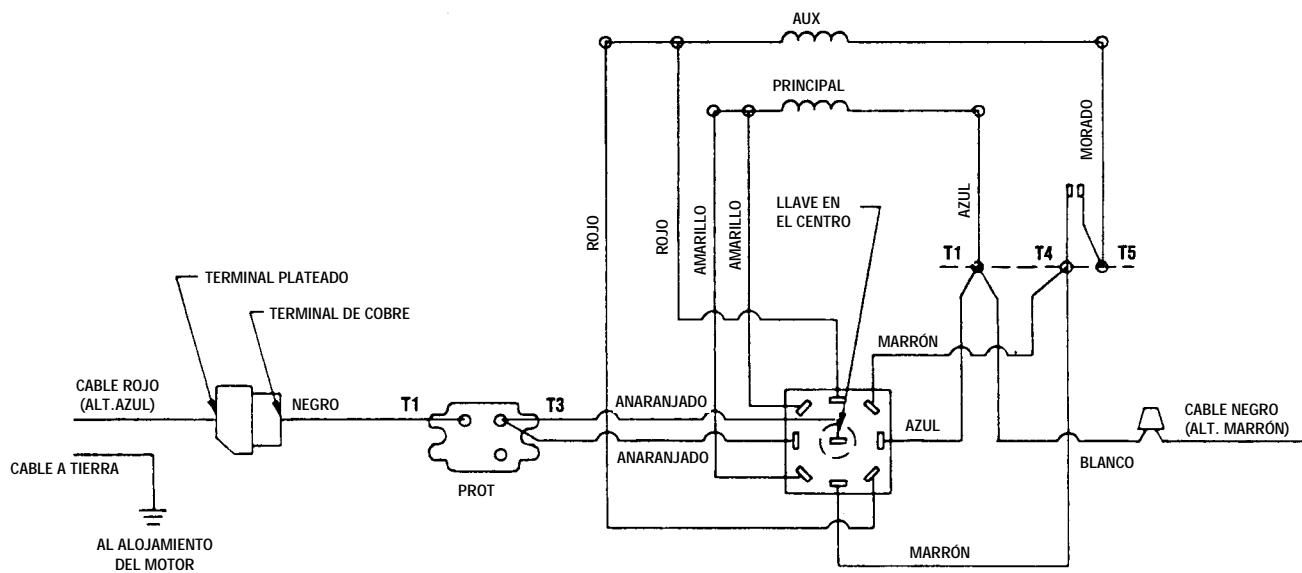 AUX
PRINCIPAL
MORADO
AZUL
LLAVE EN
EL CENTRO
ROJO
ROJO
AMARILLO
AMARILLO
T1
T4
T5
TERMINAL PLATEADO
TERMINAL DE COBRE
MARRÓN
CABLE ROJO
(ALT.AZUL)
NEGRO
T1
T3
ANARANJADO
CABLE NEGRO
(ALT. MARRÓN)
AZUL
ANARANJADO
BLANCO
CABLE A TIERRA
PROT
AL ALOJAMIENTO
DEL MOTOR
MARRÓN